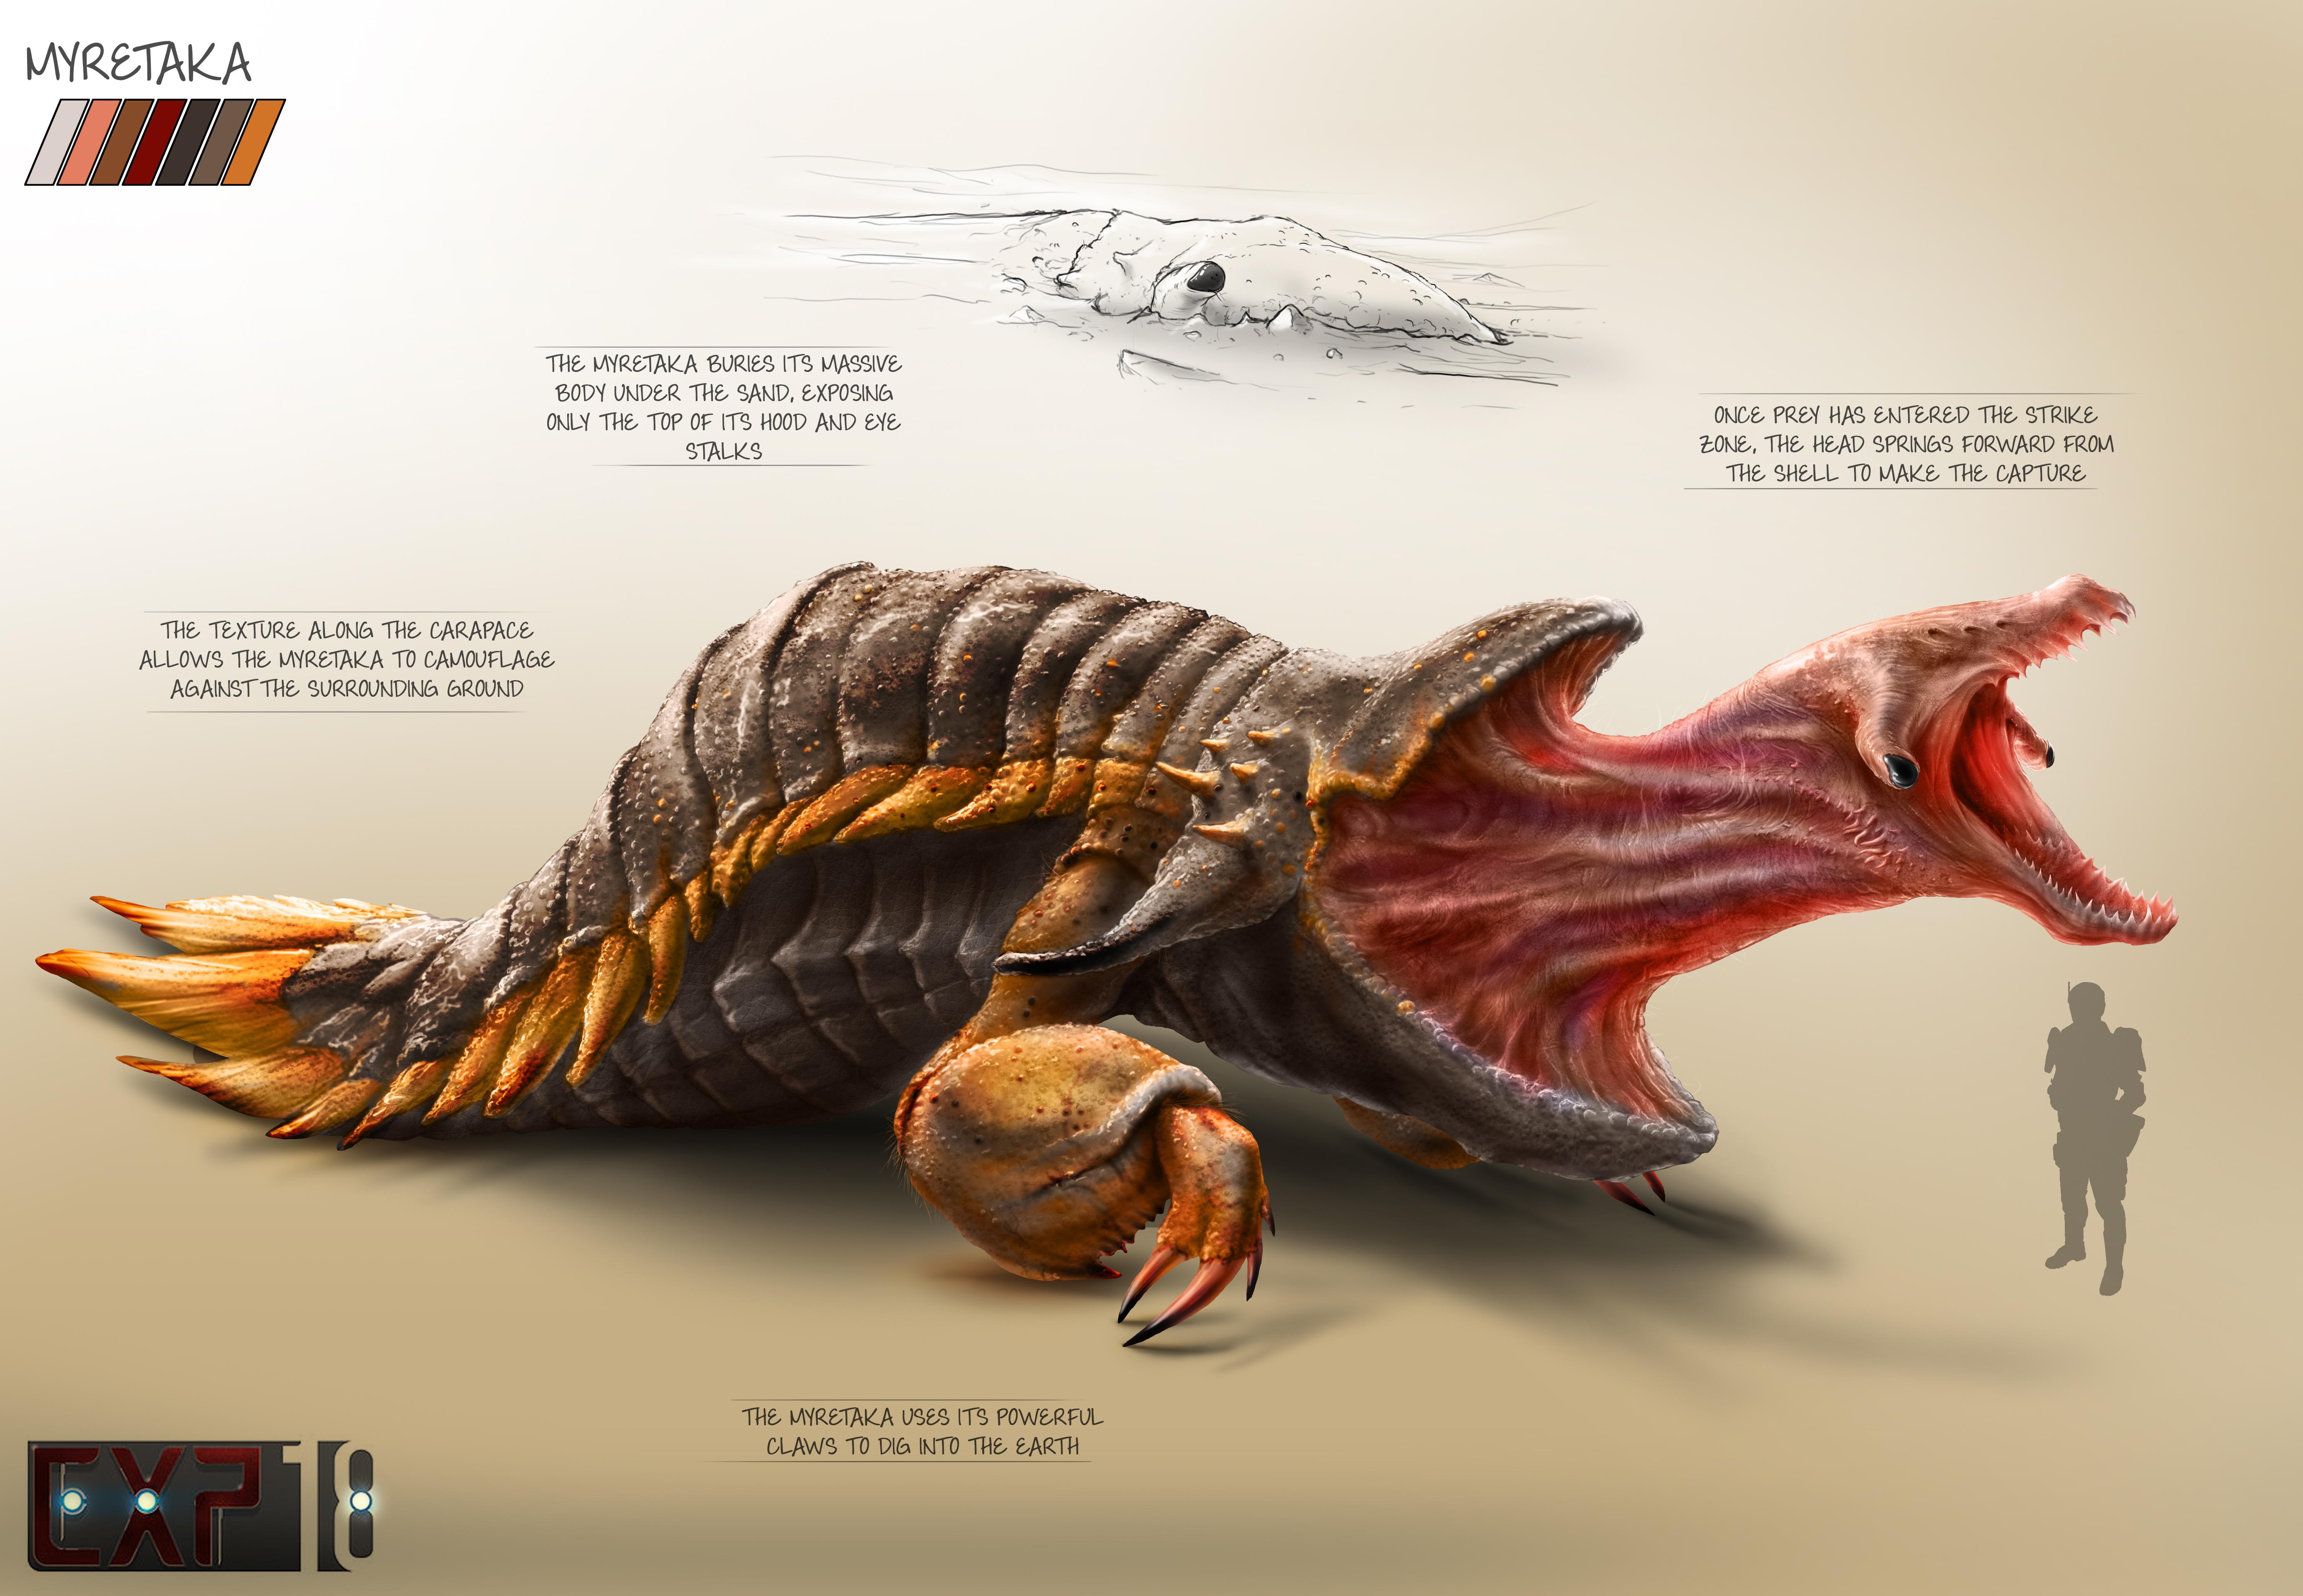 MYRETAKA
THE MYRETAKA BURIES ITS MASSIVE
BODY UNDER THE SAND, EXPOSING
ONLY THE TOP OF ITS HOOD AND EYE
STALKS
ONCE PREY HAS ENTERED THE STRIKE
ZONE, THE HEAD SPRINGS FORWARD FROM
THE SHELL TO MAKE THE CAPTURE
THE TEXTURE ALONG THE CARAPACE
ALLOWS THE MYRETAKA TO CAMOUFLAGE
AGAINST THE SURROUNDING GROUND
THE MYRETAKA USES ITS POWERFUL
CLAWS TO DIG INTO THE EARTH
EXP18